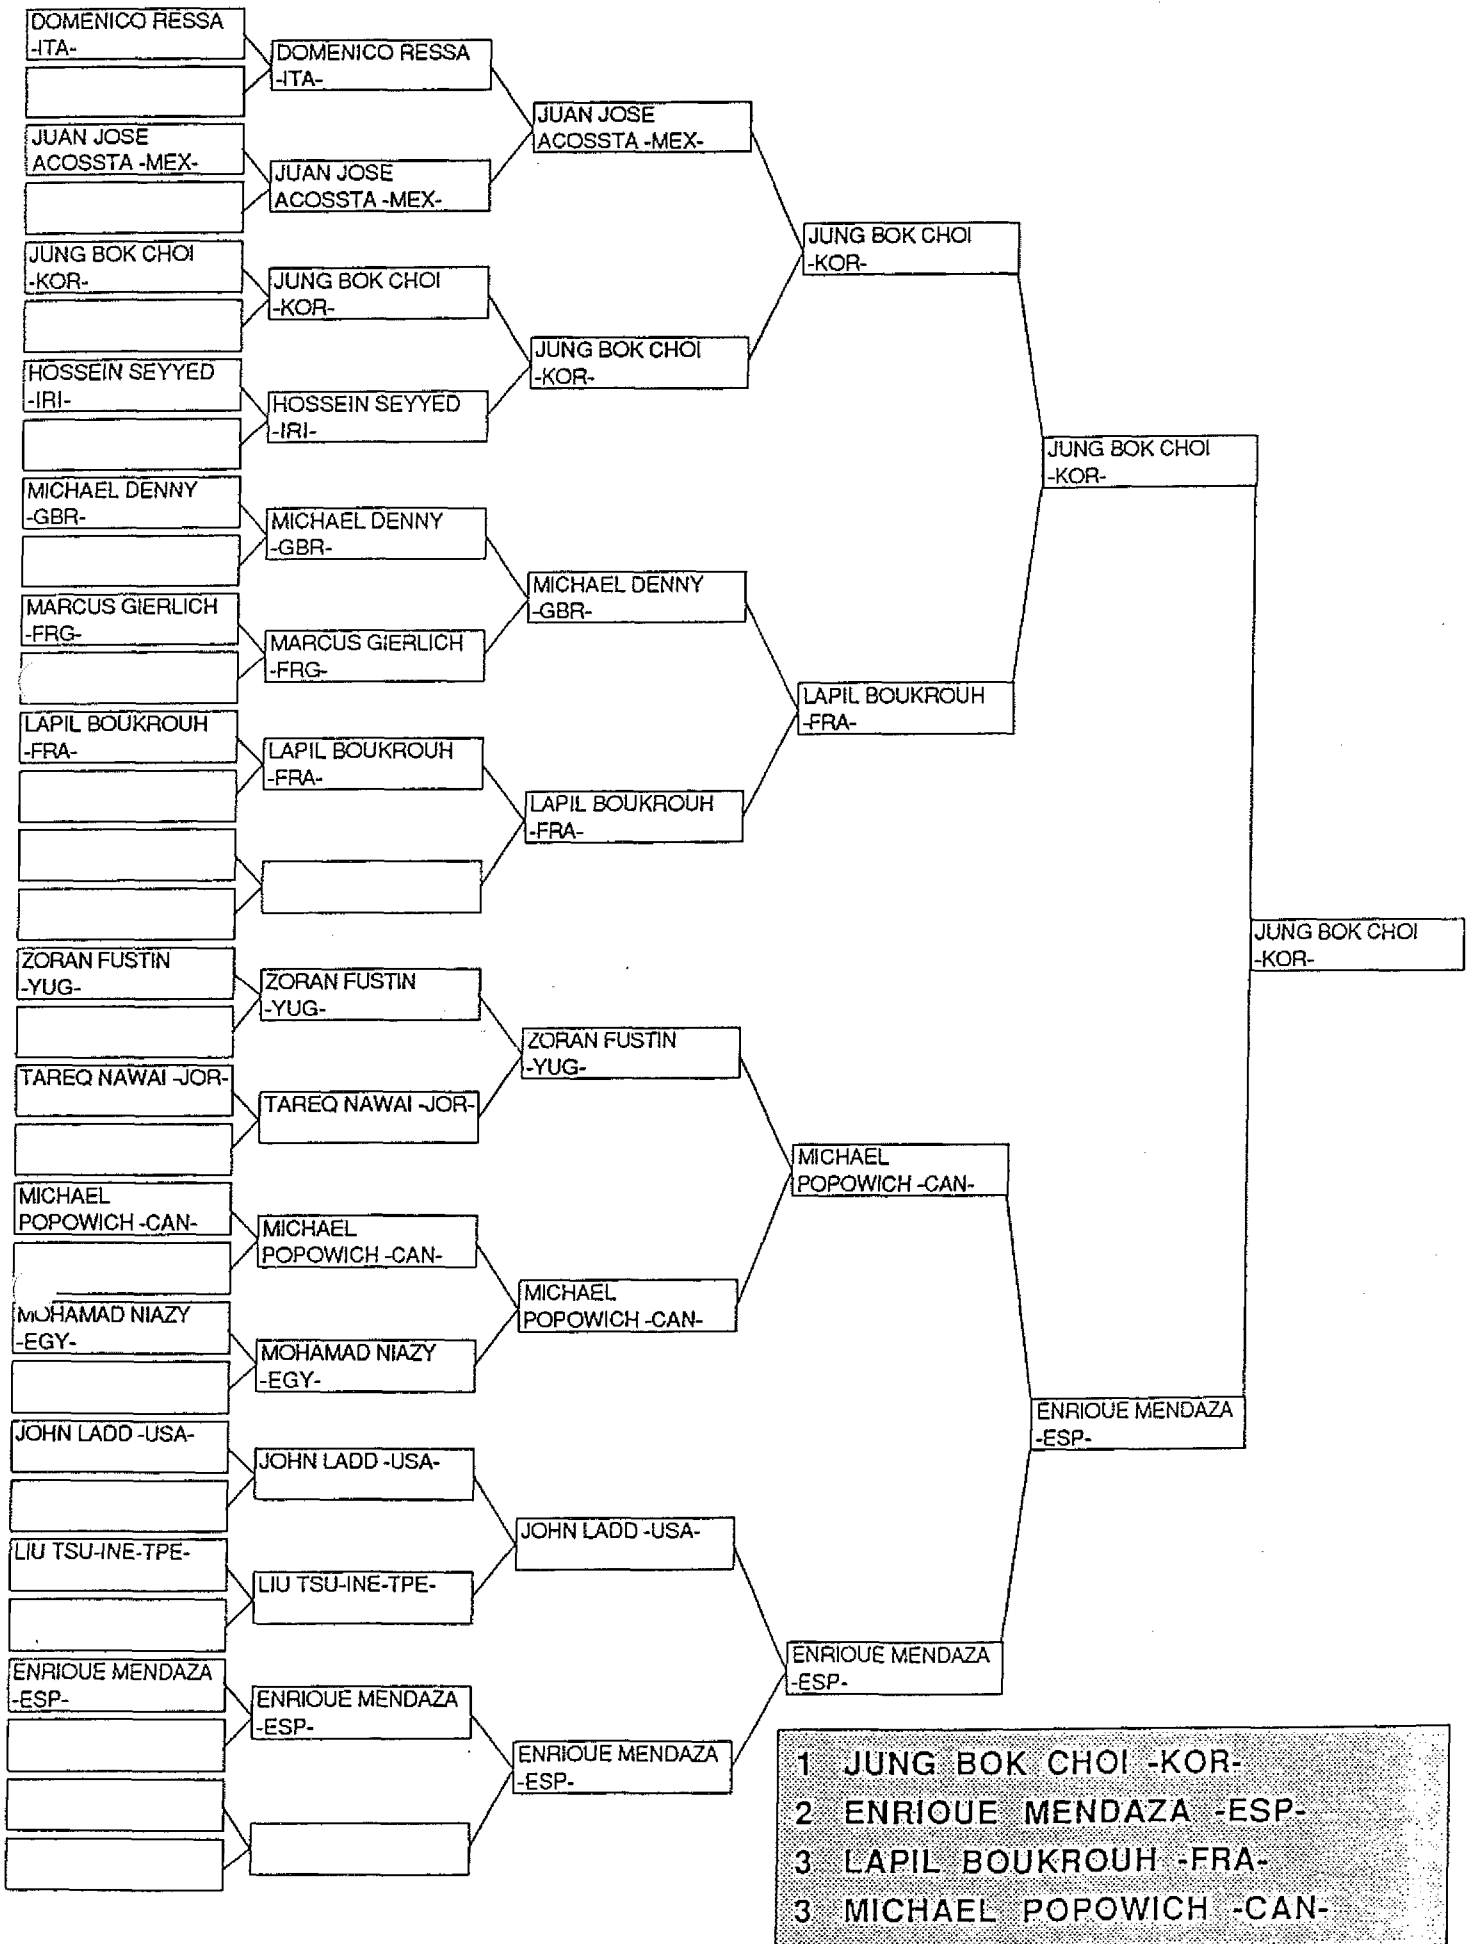 DOMENICO RESSA
-ITA-
JUAN JOSE
ACOSSTA -MEX-
JUNG BOK CHOI
-KOR-
HOSSEIN SEYYED
-IRI-
MICHAEL DENNY
-GBR-
MARCUS GIERLICH
-FRG-
LAPIL BOUKROUH
-FRA-
ZORAN FUSTIN
-YUG-
TAREQ NAWAI -JOR-
MICHAEL
POPOWICH -CAN-
MOHAMAD NIAZY
-EGY-
JOHN LADD -USA-
LIU TSU-INE-TPE-
ENRIOUE MENDAZA
-ESP-
DOMENICO RESSA
-ITA-
JUAN JOSE
ACOSSTA -MEX-
JUNG BOK CHOI
-KOR-
HOSSEIN SEYYED
-IRI-
MICHAEL DENNY
-GBR-
MARCUS GIERLICH
-FRG-
LAPIL BOUKROUH
-FRA-
ZORAN FUSTIN
-YUG-
TAREQ NAWAI -JOR-
MICHAEL
POPOWICH -CAN-
MOHAMAD NIAZY
-EGY-
JOHN LADD -USA-
LIU TSU-INE-TPE-
ENRIOUE MENDAZA
-ESP-
JUAN JOSE
ACOSSTA -MEX-
JUNG BOK CHOI
-KOR-
MICHAEL DENNY
-GBR-
LAPIL BOUKROUH
-FRA-
ZORAN FUSTIN
-YUG-
MICHAEL
POPOWICH -CAN-
JOHN LADD -USA-
ENRIOUE MENDAZA
-ESP-
JUNG BOK CHOI
-KOR-
LAPIL BOUKROUH
-FRA-
MICHAEL
POPOWICH -CAN-
ENRIOUE MENDAZA
-ESP-
JUNG BOK CHOI
-KOR-
ENRIOUE MENDAZA
-ESP-
JUNG BOK CHOI
-KOR-
1 JUNG BOK CHOI -KOR-
2 ENRIOUE MENDAZA -ESP-
3 LAPIL BOUKROUH -FRA-
3 MICHAEL POPOWICH -CAN-